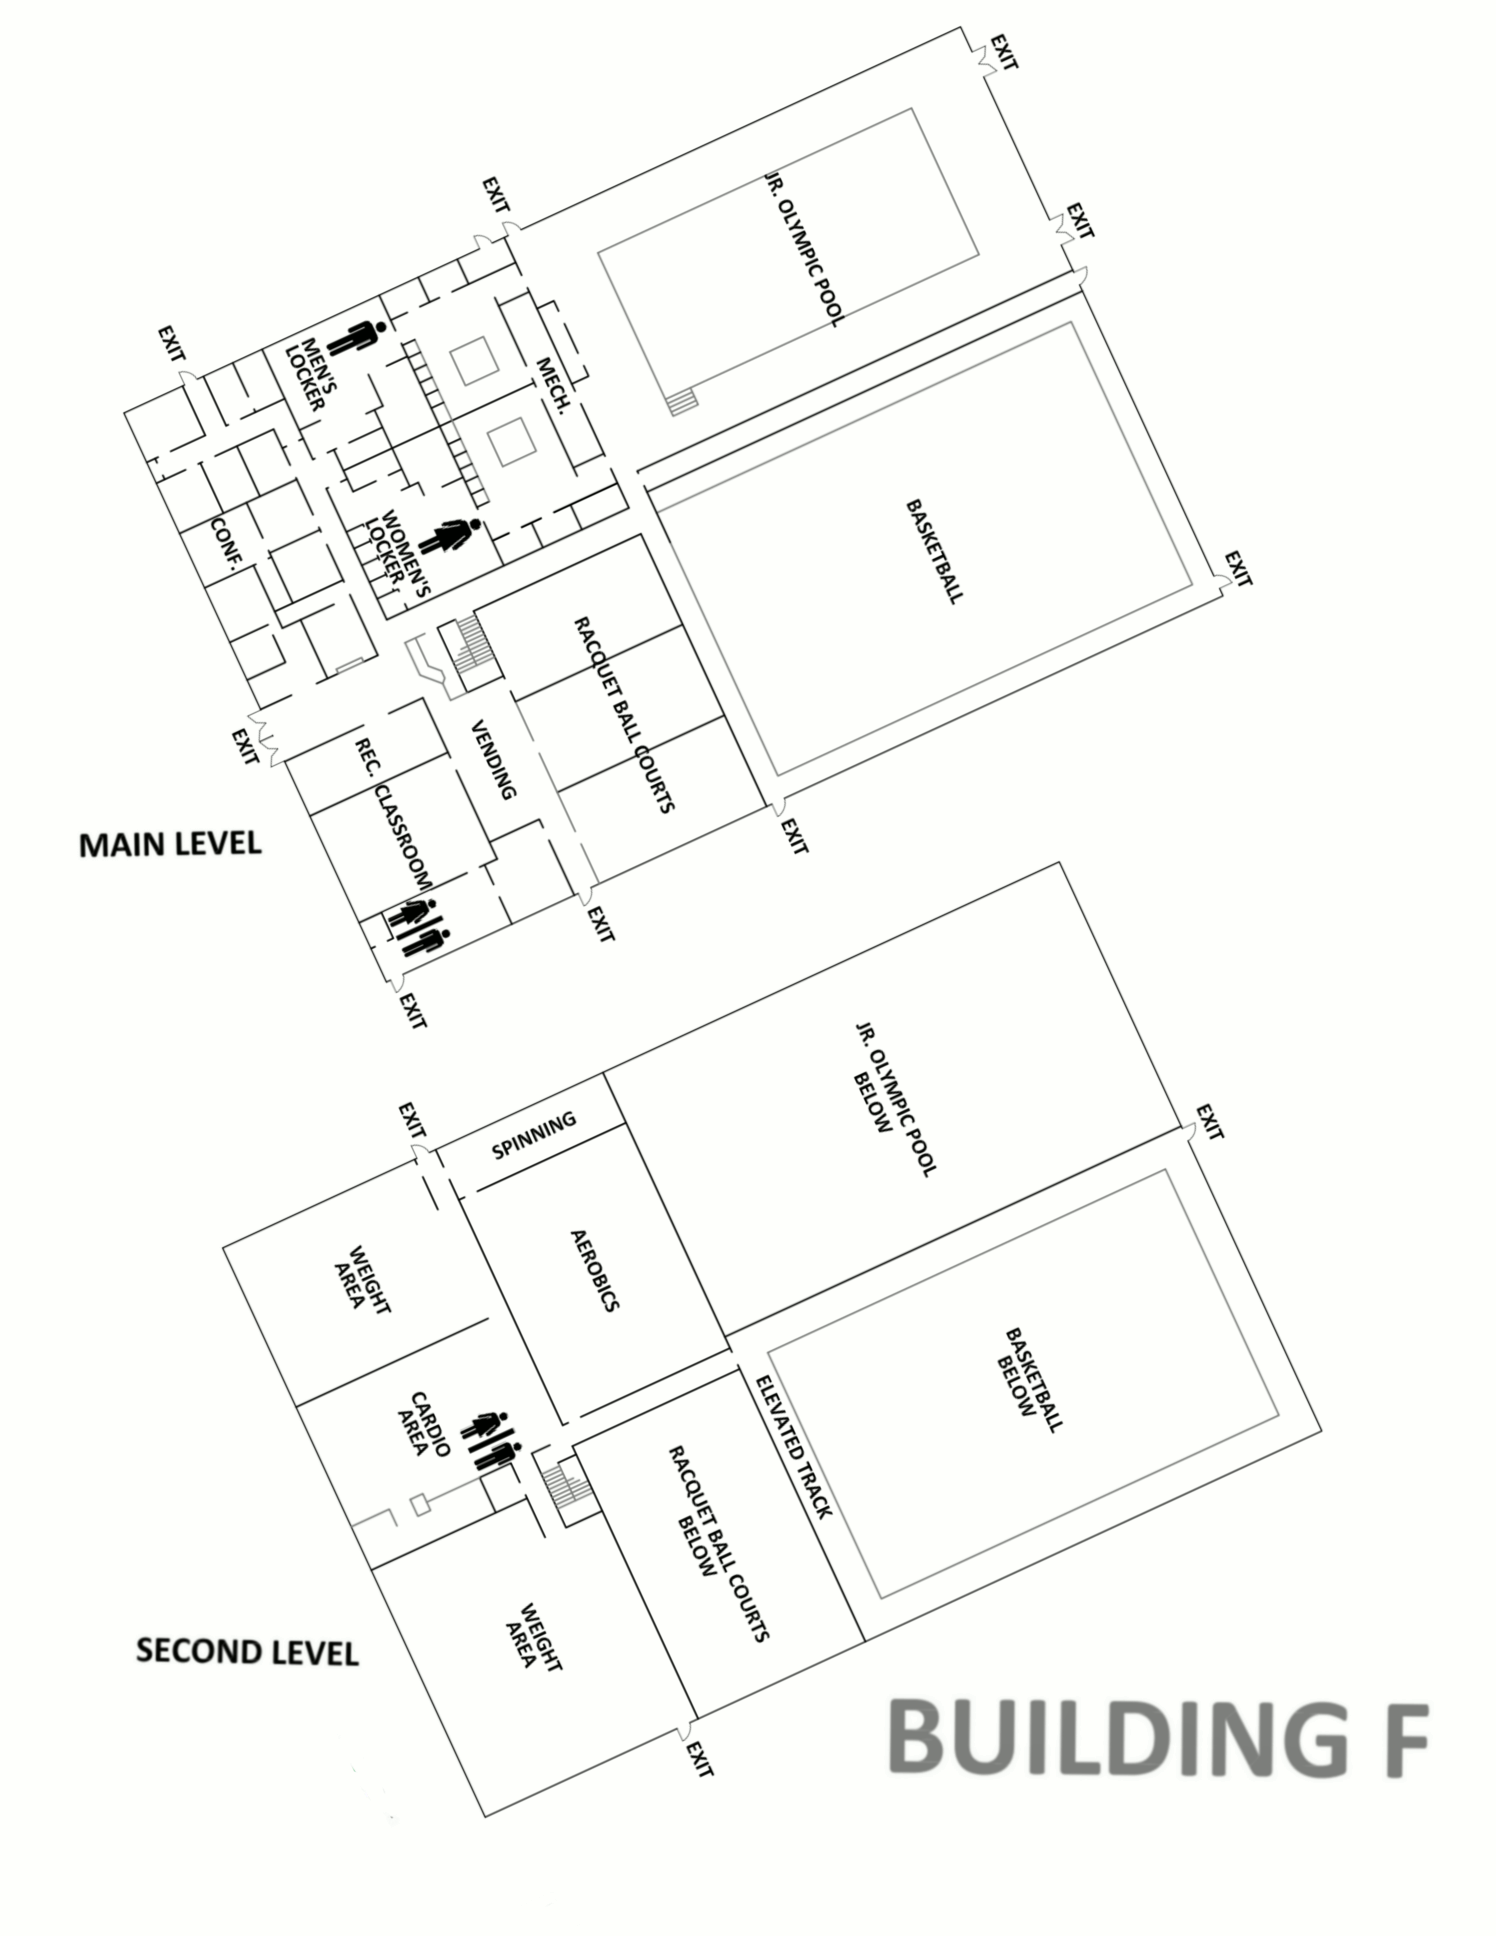 EXIT
EXIT
JR. OLYMPIC POOL
EXIT
EXIT
MEN'S
LOCKER
MECH.
CONF.
WOMEN'S
LOCKER
BASKETBALL
EXIT
RACQUET BALL COURTS
VENDING
EXIT
REC. CLASSROOM
EXIT
EXIT
EXIT
MAIN LEVEL
JR. OLYMPIC POOL
BELOW
EXIT
EXIT
SPINNING
AEROBICS
WEIGHT
AREA
CARDIO
AREA
BASKETBALL
BELOW
ELEVATED TRACK
RACQUET BALL COURTS
BELOW
WEIGHT
AREA
EXIT
SECOND LEVEL
BUILDING F